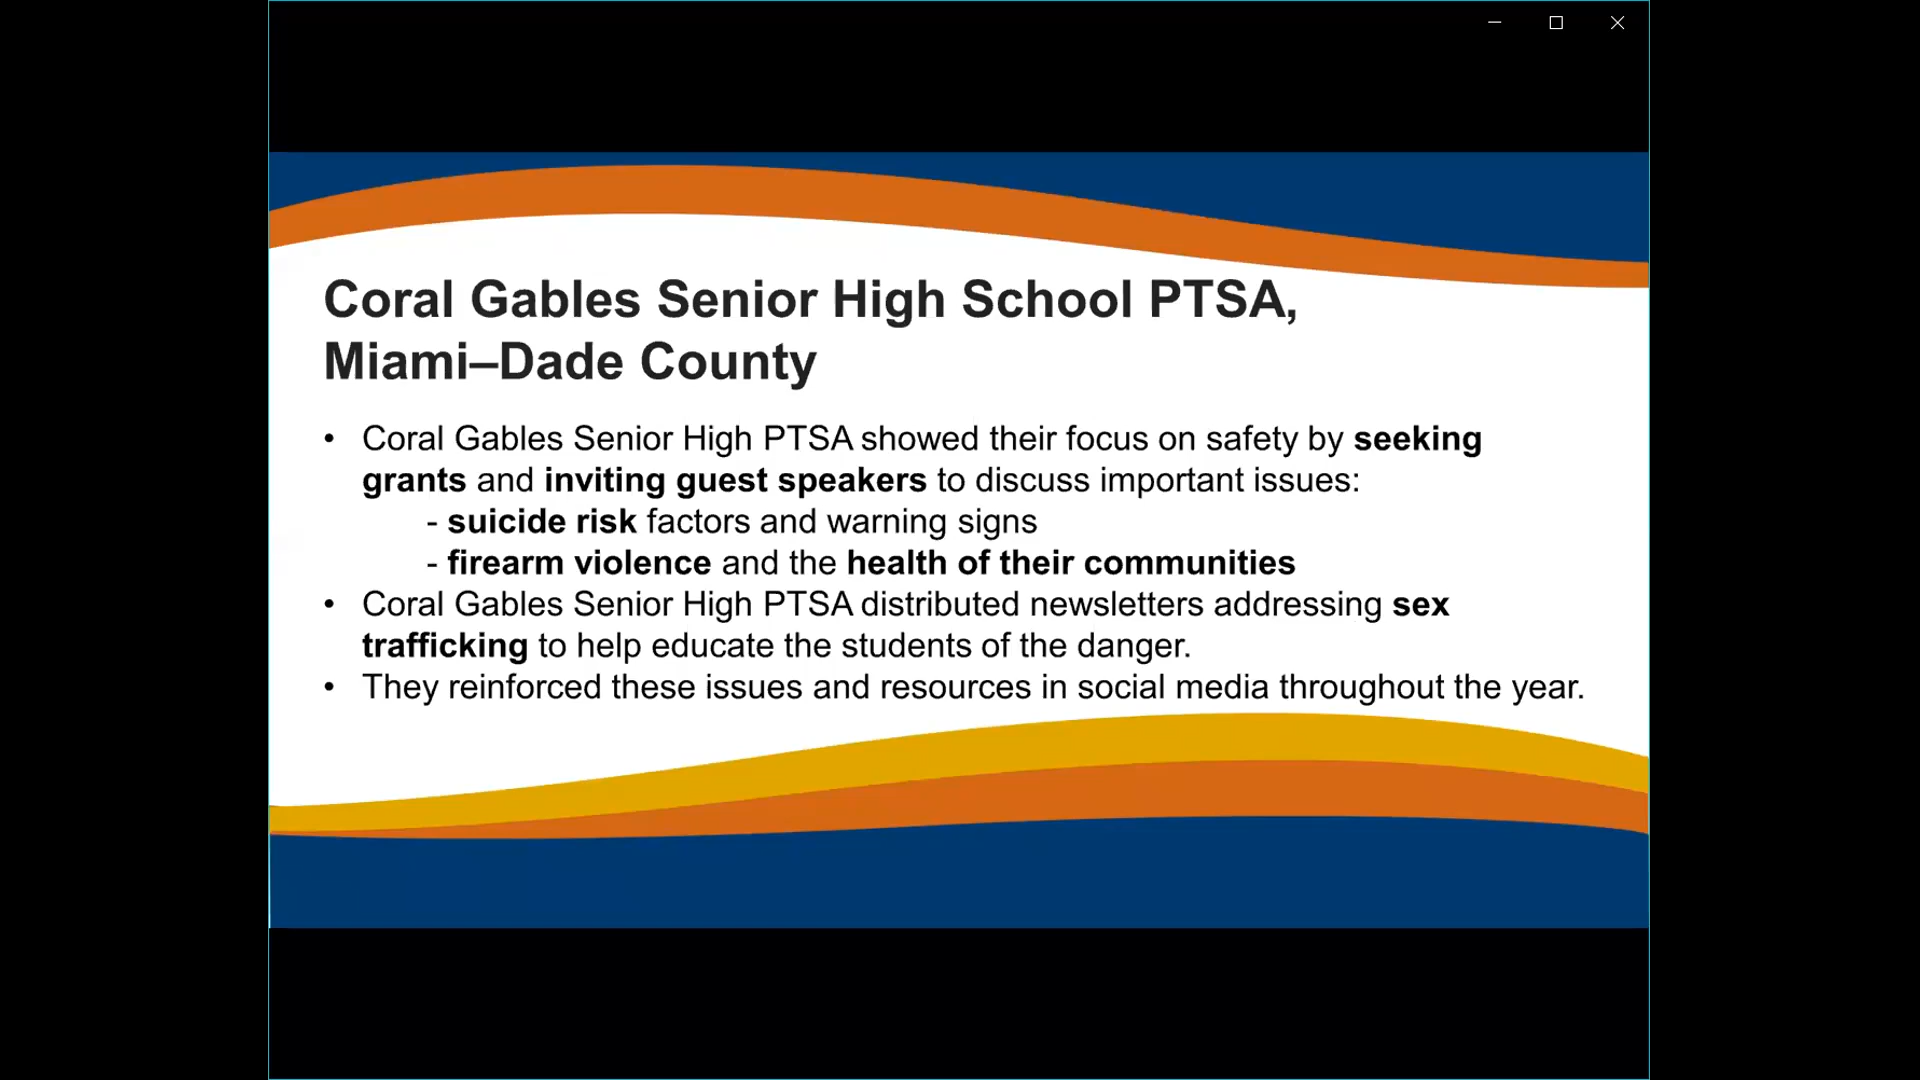 Coral Gables Senior High School PTSA,
Miami–Dade County
• Coral Gables Senior High PTSA showed their focus on safety by seeking
grants and inviting guest speakers to discuss important issues:
- suicide risk factors and warning signs
- firearm violence and the health of their communities
• Coral Gables Senior High PTSA distributed newsletters addressing sex
trafficking to help educate the students of the danger.
• They reinforced these issues and resources in social media throughout the year.